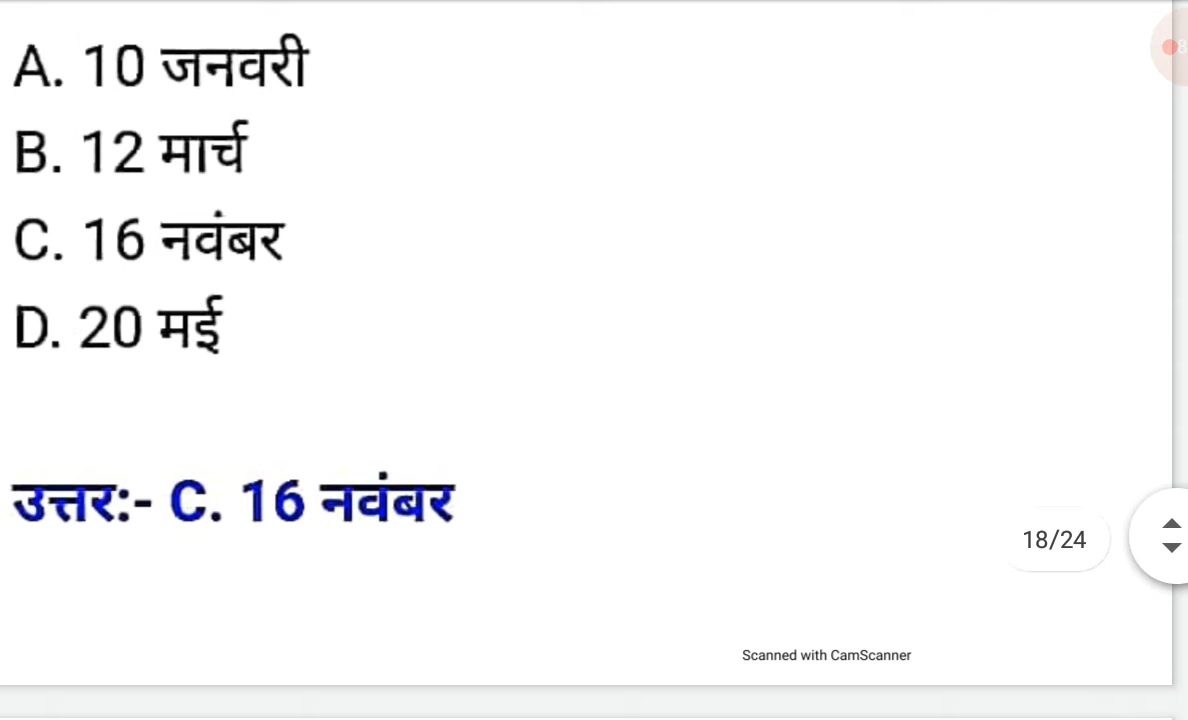 A. 10 जनवरी
B. 12 मार्च
C. 16 नवंबर
D. 20 मई
उत्तर:- C. 16 नवंबर
18/24
Scanned with CamScanner